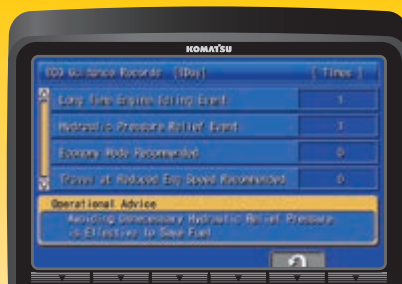 KOMATSU
ECO Guidance Records [1Day] [ Times ]
Long Time Engine Idling Event 1
Hydraulic Pressure Relief Event 3
Economy Mode Recommended 0
Travel at Reduced Eng Speed Recommended 0
Operational Advice
Avoiding Unnecessary Hydraulic Relief Pressure
is Effective to Save Fuel